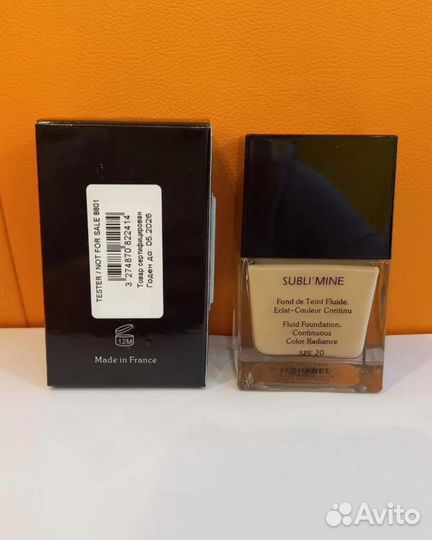 TESTER / NOT FOR SALE 8801
3 274870 822414
Товар сертифицирован
Годен до: 05.2026
12M
Made in France
SUBLI'MINE
Fond de Teint Fluide.
Eclat-Couleur Continu
Fluid Foundation.
Continuous
Color Radiance
SPF 20
CHANEL
Avito